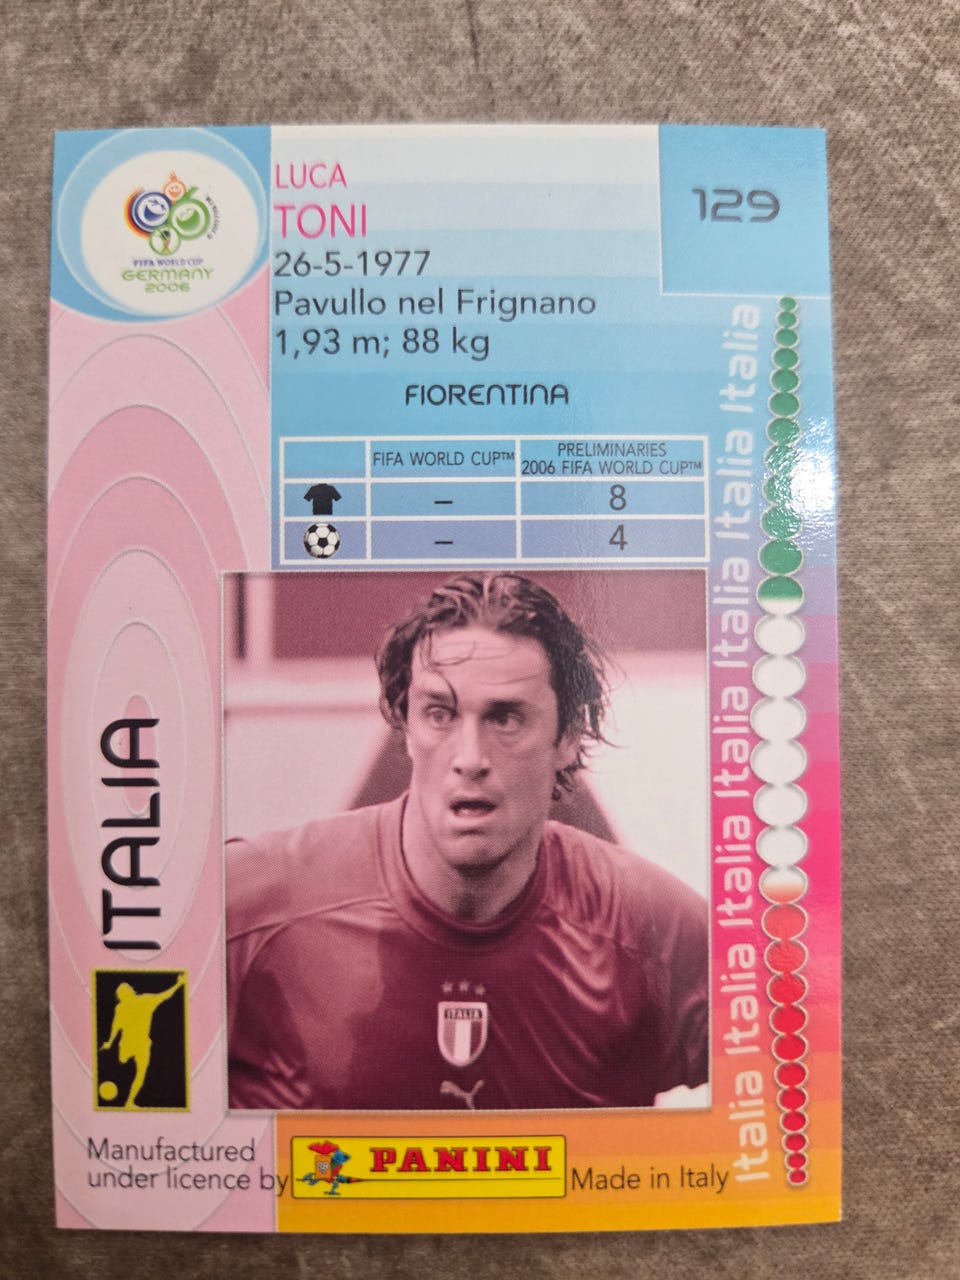 FIFA WORLD CUP
GERMANY
2006
LUCA
TONI
26-5-1977
Pavullo nel Frignano
1,93 m; 88 kg
129
FIORENTINA
FIFA WORLD CUP™
PRELIMINARIES
2006 FIFA WORLD CUP™
– 8
– 4
ITALIA
Italia Italia Italia Italia Italia Italia Italia Italia
ITALIA
Manufactured
under licence by
PANINI
Made in Italy